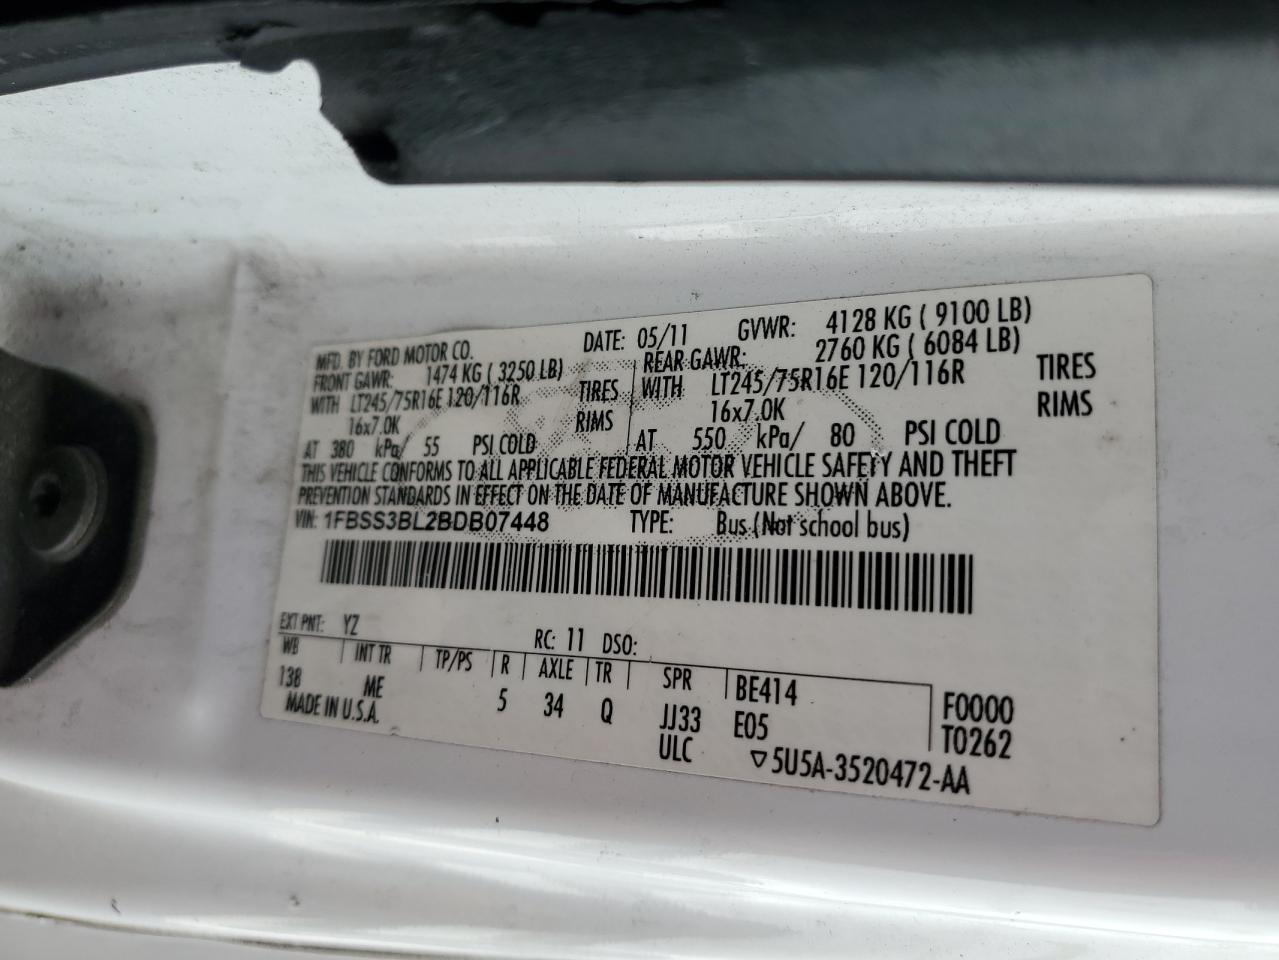 MFD. BY FORD MOTOR CO. DATE: 05/11 GVWR: 4128 KG ( 9100 LB)
FRONT GAWR: 1474 KG ( 3250 LB) REAR GAWR: 2760 KG ( 6084 LB)
WITH LT245/75R16E 120/116R TIRES WITH LT245/75R16E 120/116R TIRES
16x7.0K RIMS 16x7.0K RIMS
AT 380 kPa/ 55 PSI COLD AT 550 kPa/ 80 PSI COLD
THIS VEHICLE CONFORMS TO ALL APPLICABLE FEDERAL MOTOR VEHICLE SAFETY AND THEFT
PREVENTION STANDARDS IN EFFECT ON THE DATE OF MANUFACTURE SHOWN ABOVE.
VIN: 1FBSS3BL2BDB07448 TYPE: Bus (Not school bus)
EXT PNT: YZ RC: 11 DSO:
WB INT TR TP/PS R AXLE TR SPR BE414 F0000
138 ME 5 34 Q JJ33 E05 T0262
MADE IN U.S.A. ULC ▽5U5A-3520472-AA